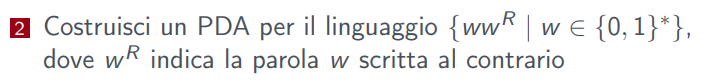 2 Costruisci un PDA per il linguaggio {ww^R | w ∈ {0, 1}*},
dove w^R indica la parola w scritta al contrario